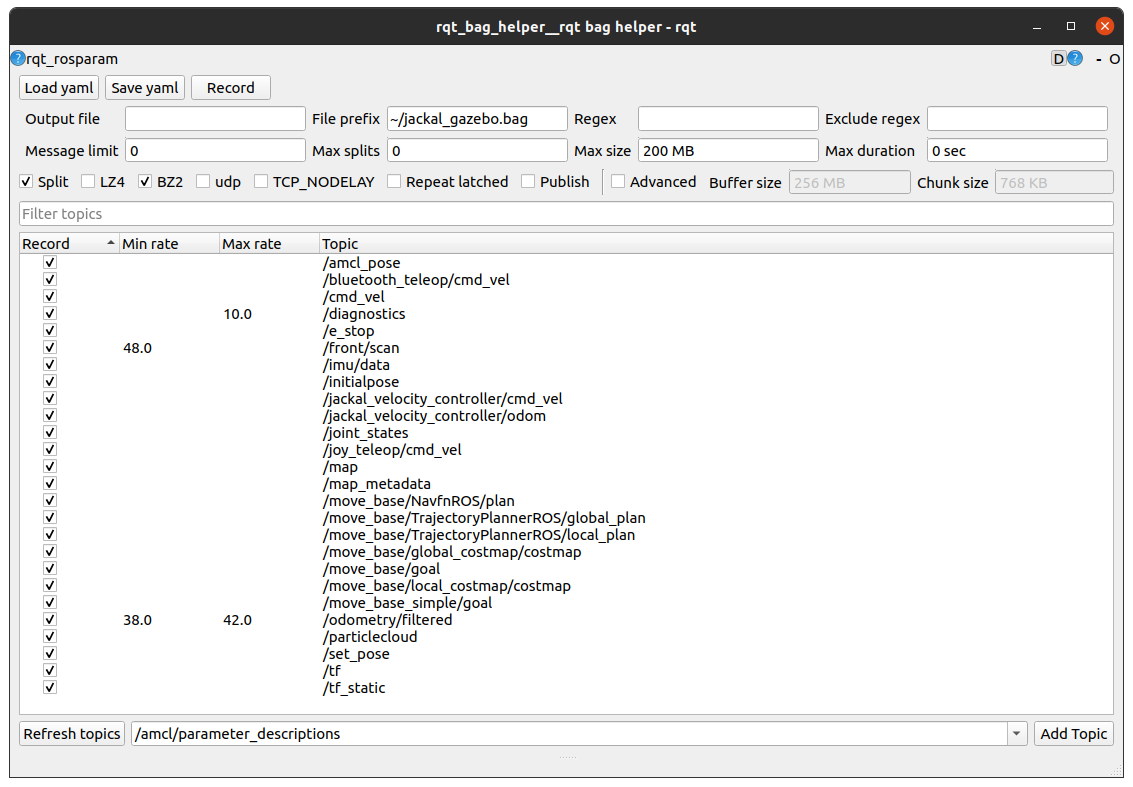 rqt_bag_helper__rqt bag helper - rqt
rqt_rosparam D - O
Load yaml Save yaml Record
Output file File prefix ~/jackal_gazebo.bag Regex Exclude regex
Message limit 0 Max splits 0 Max size 200 MB Max duration 0 sec
Split LZ4 BZ2 udp TCP_NODELAY Repeat latched Publish Advanced Buffer size 256 MB Chunk size 768 KB
Filter topics
Record Min rate Max rate Topic
/amcl_pose
/bluetooth_teleop/cmd_vel
/cmd_vel
10.0 /diagnostics
/e_stop
48.0 /front/scan
/imu/data
/initialpose
/jackal_velocity_controller/cmd_vel
/jackal_velocity_controller/odom
/joint_states
/joy_teleop/cmd_vel
/map
/map_metadata
/move_base/NavfnROS/plan
/move_base/TrajectoryPlannerROS/global_plan
/move_base/TrajectoryPlannerROS/local_plan
/move_base/global_costmap/costmap
/move_base/goal
/move_base/local_costmap/costmap
/move_base_simple/goal
38.0 42.0 /odometry/filtered
/particlecloud
/set_pose
/tf
/tf_static
Refresh topics /amcl/parameter_descriptions Add Topic